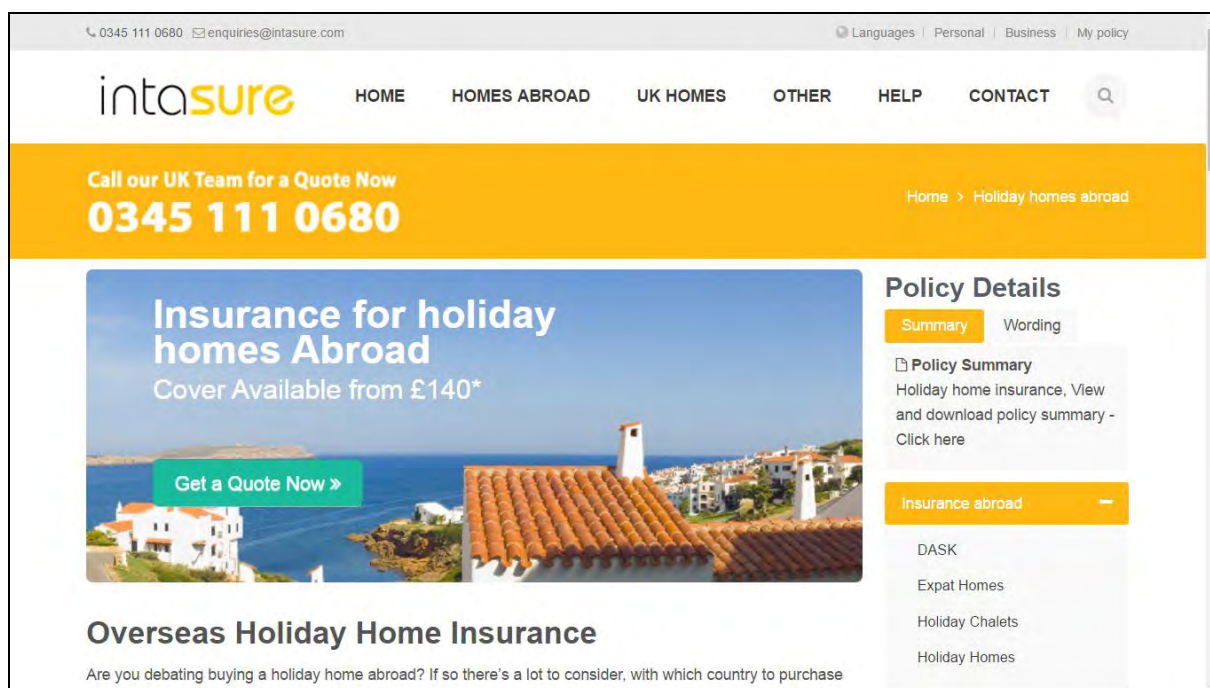 0345 111 0680 enquiries@intasure.com
Languages | Personal | Business | My policy
intasure
HOME HOMES ABROAD UK HOMES OTHER HELP CONTACT
Call our UK Team for a Quote Now
0345 111 0680
Home > Holiday homes abroad
Insurance for holiday
homes Abroad
Cover Available from £140*
Get a Quote Now »
Overseas Holiday Home Insurance
Are you debating buying a holiday home abroad? If so there's a lot to consider, with which country to purchase
Policy Details
Summary Wording
Policy Summary
Holiday home insurance, View
and download policy summary -
Click here
Insurance abroad
DASK
Expat Homes
Holiday Chalets
Holiday Homes